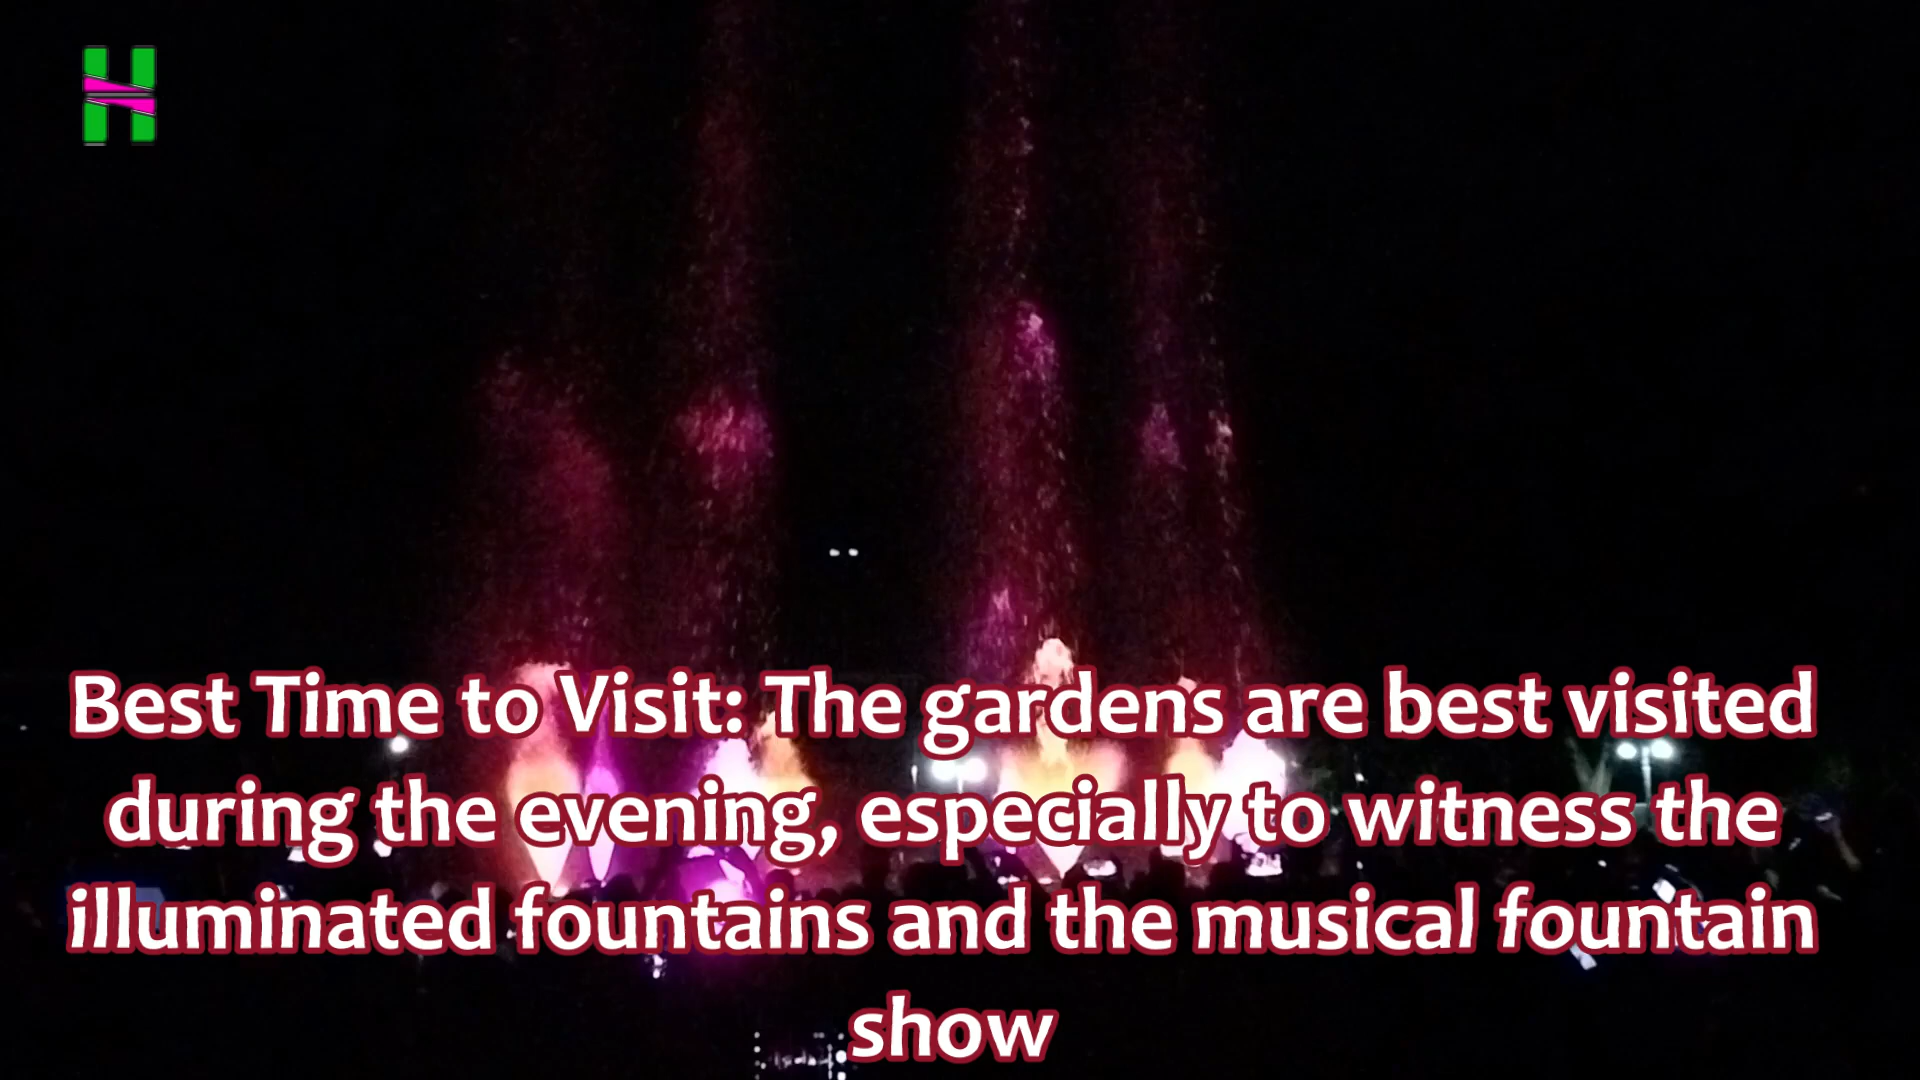 H
Best Time to Visit: The gardens are best visited
during the evening, especially to witness the
illuminated fountains and the musical fountain
show